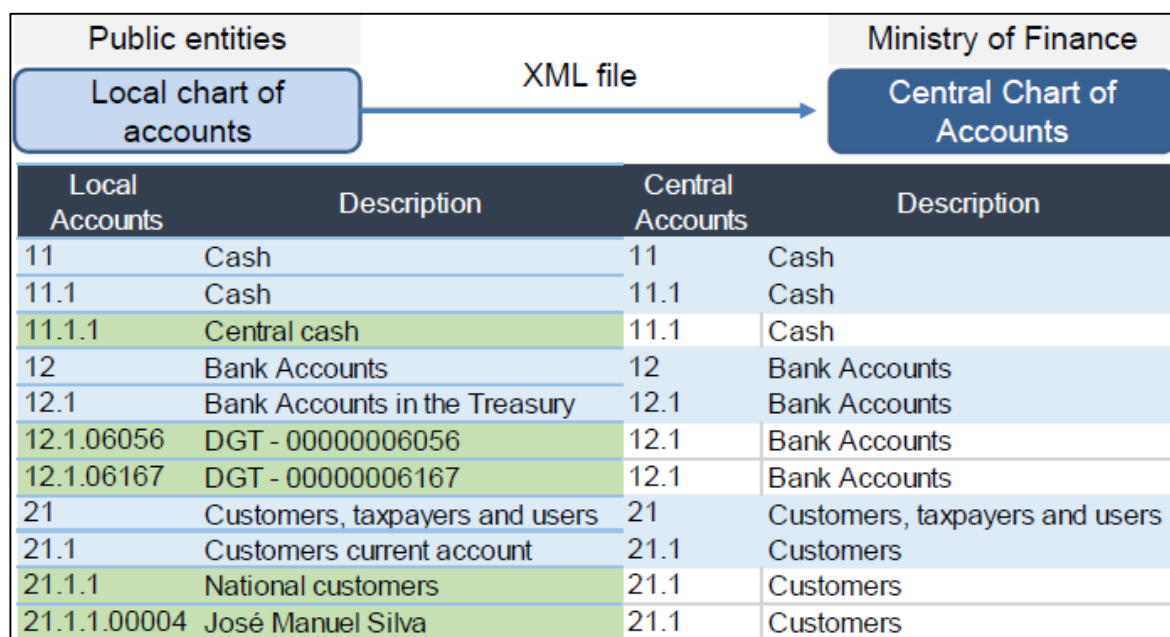 Public entities
Ministry of Finance
Local chart of
accounts
XML file
Central Chart of
Accounts
Local
Accounts Description Central
Accounts Description
11 Cash 11 Cash
11.1 Cash 11.1 Cash
11.1.1 Central cash 11.1 Cash
12 Bank Accounts 12 Bank Accounts
12.1 Bank Accounts in the Treasury 12.1 Bank Accounts
12.1.06056 DGT - 00000006056 12.1 Bank Accounts
12.1.06167 DGT - 00000006167 12.1 Bank Accounts
21 Customers, taxpayers and users 21 Customers, taxpayers and users
21.1 Customers current account 21.1 Customers
21.1.1 National customers 21.1 Customers
21.1.1.00004 José Manuel Silva 21.1 Customers